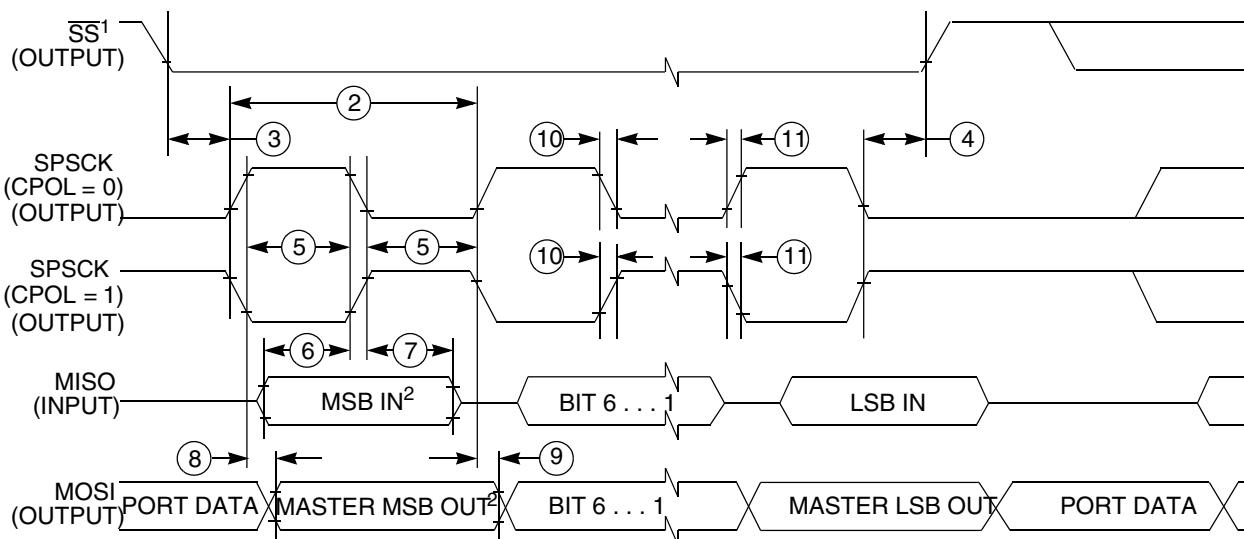 SS¹
(OUTPUT)
2
3
10
11
4
SPSCK
(CPOL = 0)
(OUTPUT)
5
5
10
11
SPSCK
(CPOL = 1)
(OUTPUT)
6
7
MISO
(INPUT)
MSB IN²
BIT 6 . . . 1
LSB IN
8
9
MOSI
(OUTPUT)
PORT DATA
MASTER MSB OUT²
BIT 6 . . . 1
MASTER LSB OUT
PORT DATA